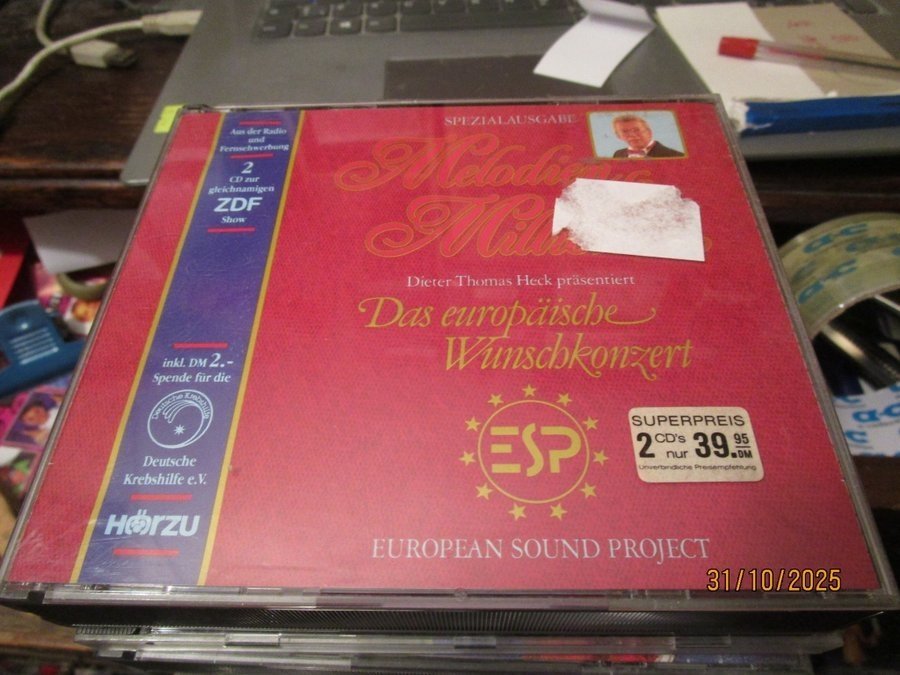 Aus der Radio
und
Fernsehwerbung
2
CD zur
gleichnamigen
ZDF
Show
inkl. DM 2.-
Spende für die
Deutsche Krebshilfe
Deutsche
Krebshilfe e.V.
HÖRZU
SPEZIALAUSGABE
Dieter Thomas Heck präsentiert
Das europäische
Wunschkonzert
ESP
EUROPEAN SOUND PROJECT
SUPERPREIS
2 CD's nur 39.95 DM
Unverbindliche Preisempfehlung
31/10/2025